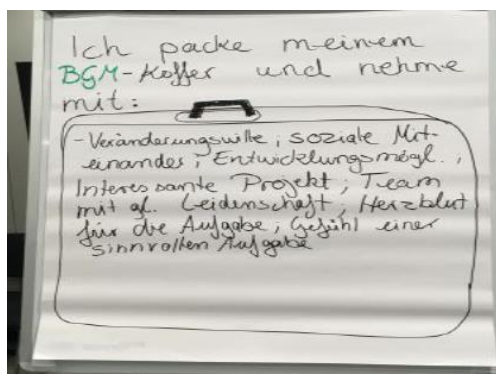 Ich packe meinem
BGM-Koffer und nehme
mit:
- Veränderungswille; soziale Mit-
einander; Entwicklungsmögl.;
Interessante Projekt; Team
mit gl. Leidenschaft; Herzblut
für die Aufgabe; Gefühl einer
sinnvollen Aufgabe